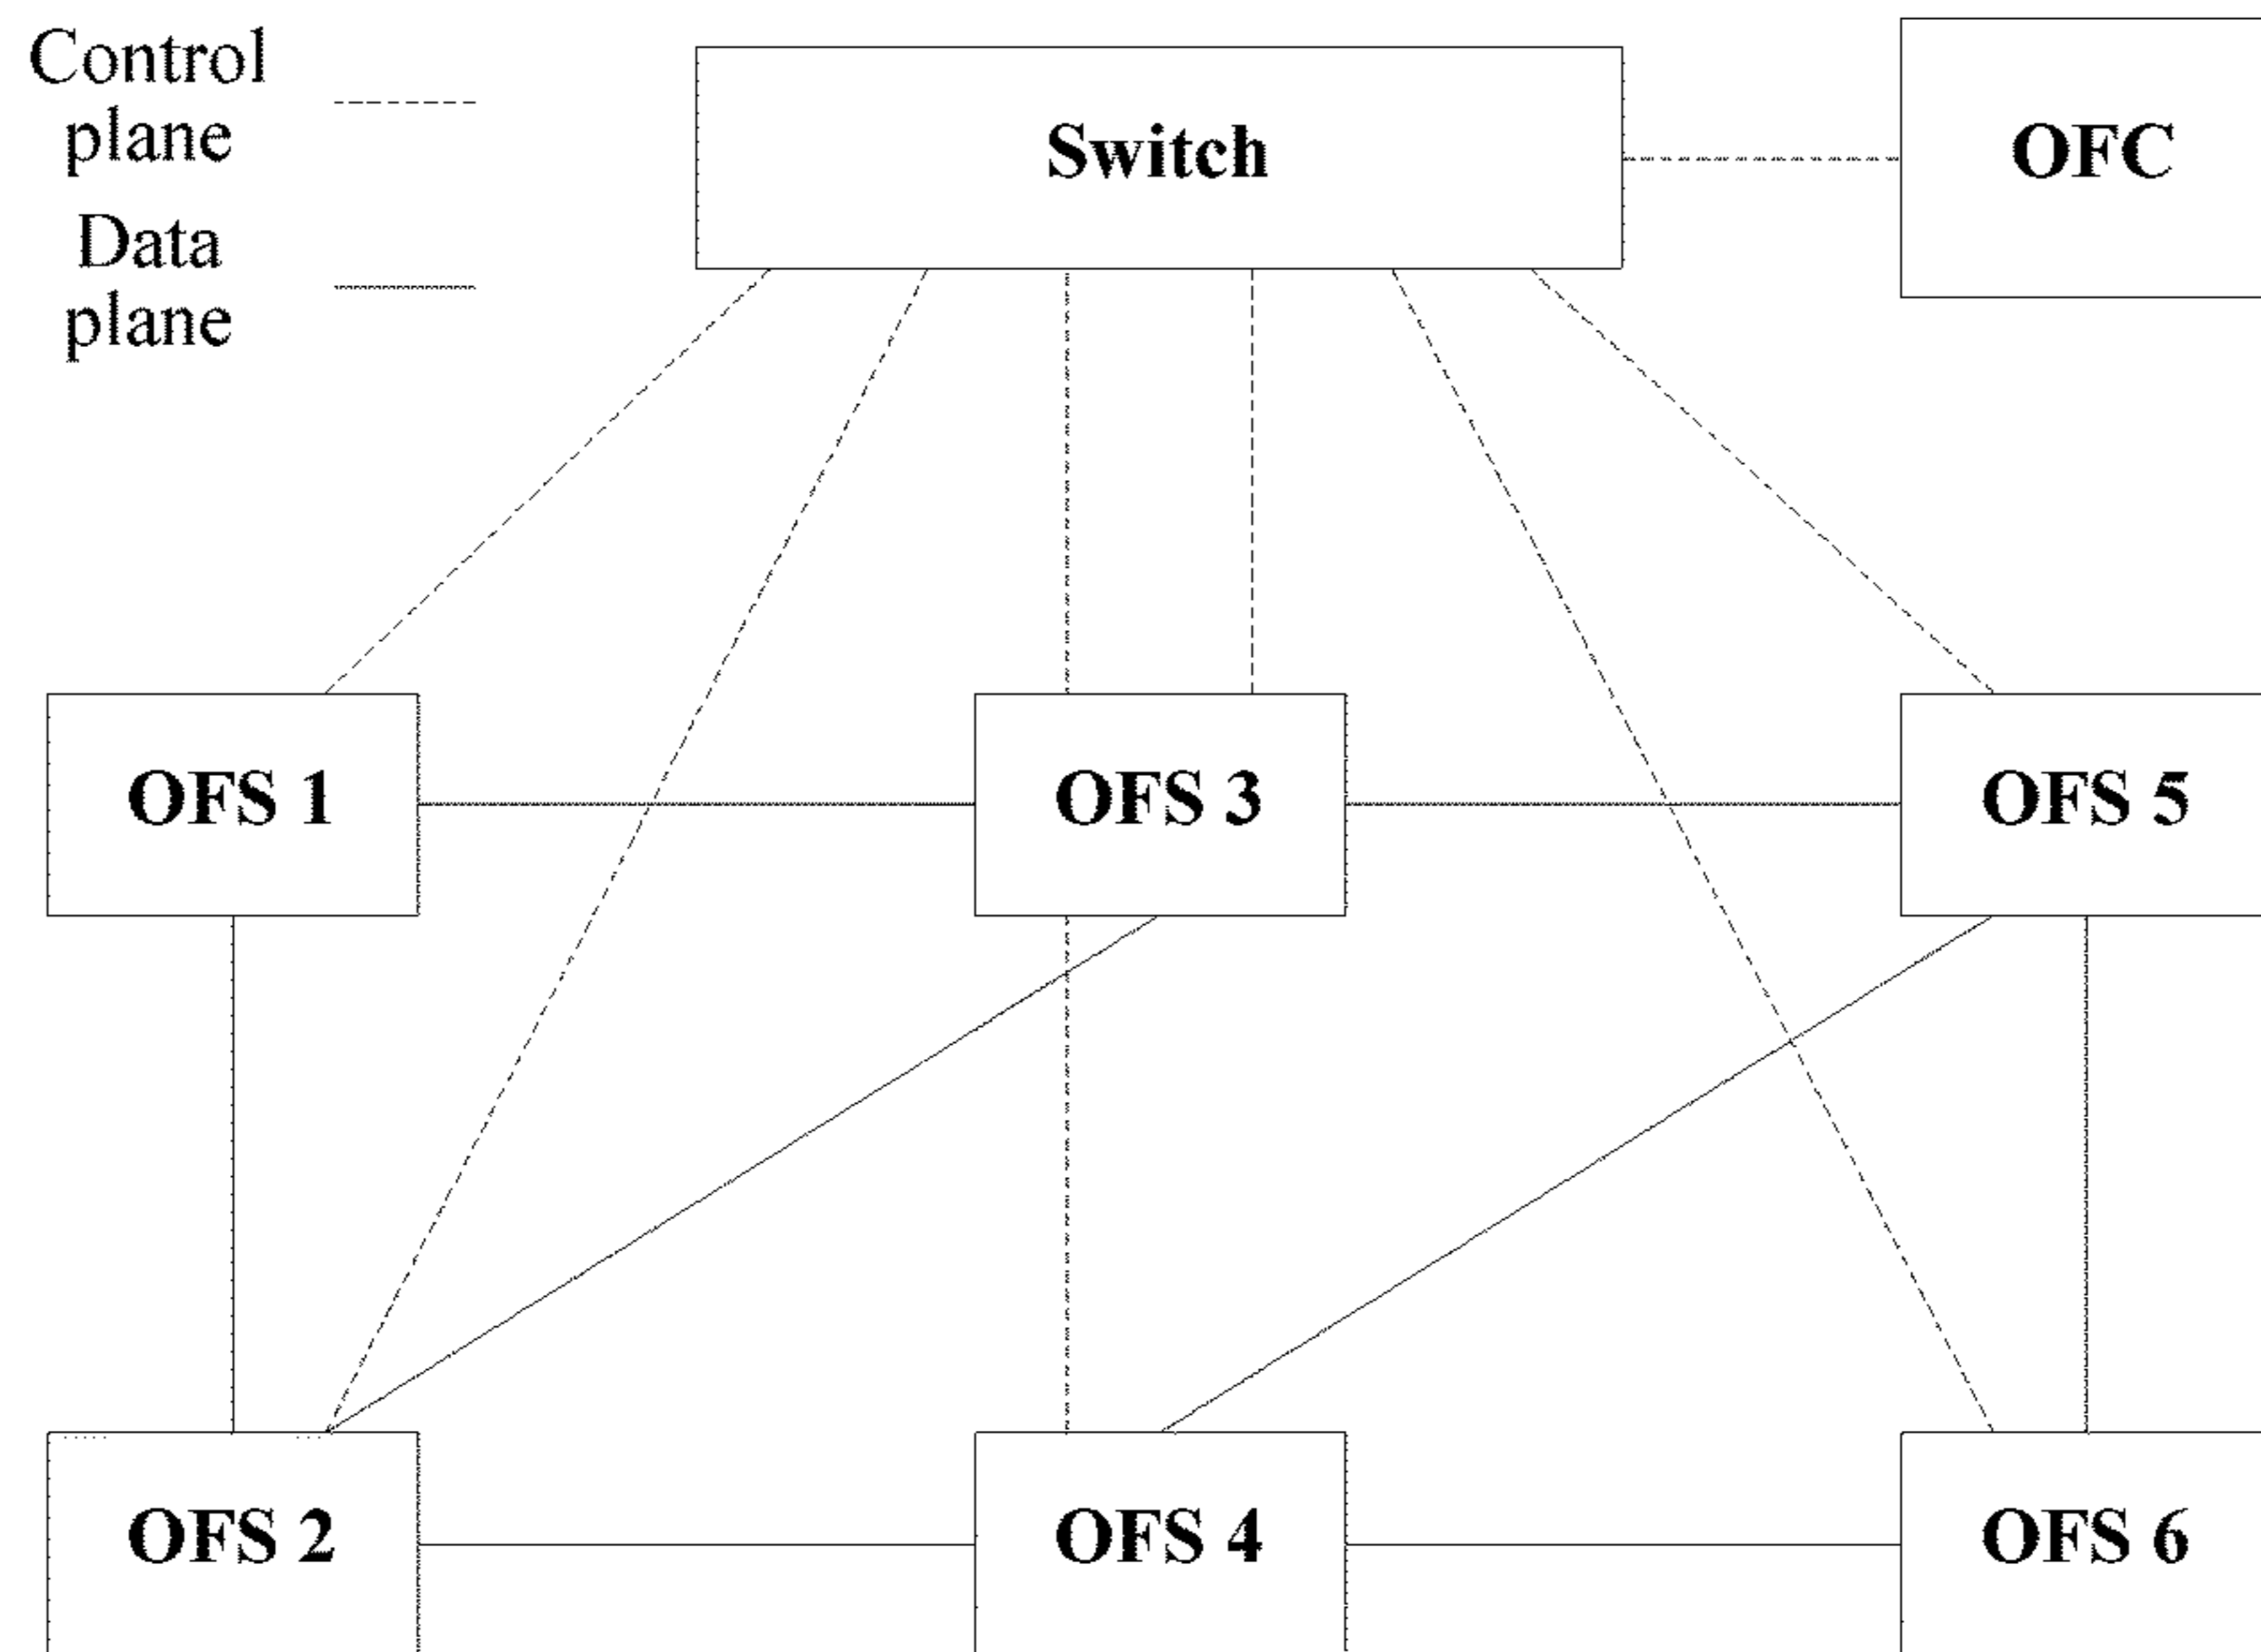 Control
plane
Data
plane
Switch
OFC
OFS 1
OFS 3
OFS 5
OFS 2
OFS 4
OFS 6